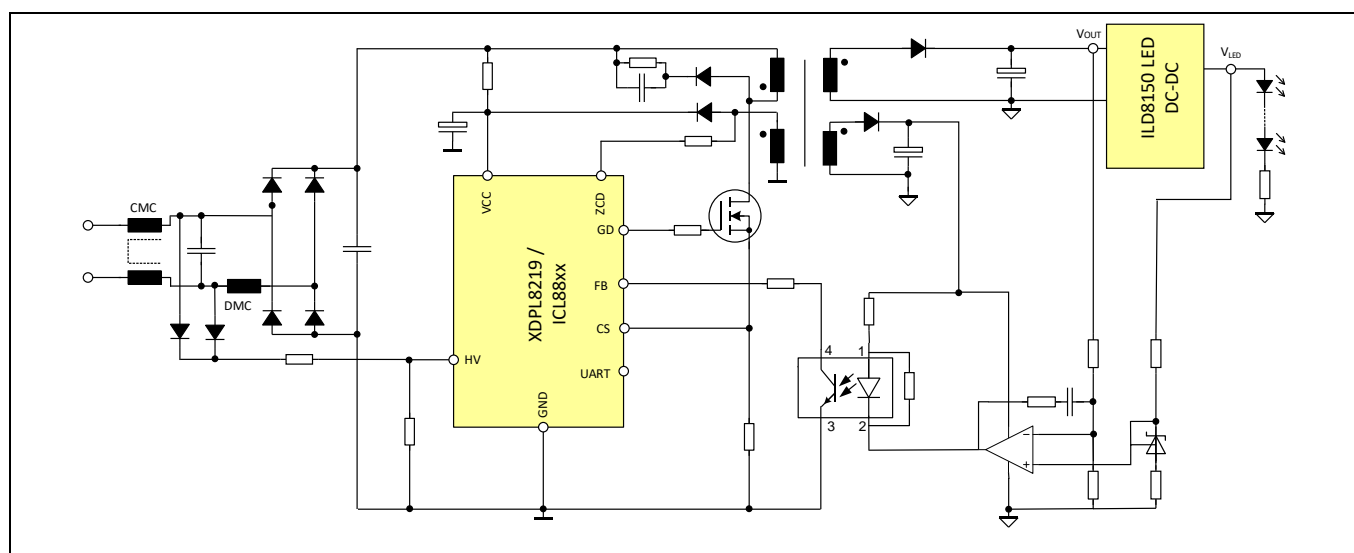 VOUT
ILD8150 LED
DC-DC
VLED
CMC
DMC
VCC
ZCD
GD
FB
CS
UART
HV
GND
XDPL8219 /
ICL88xx
4
1
3
2
−
+